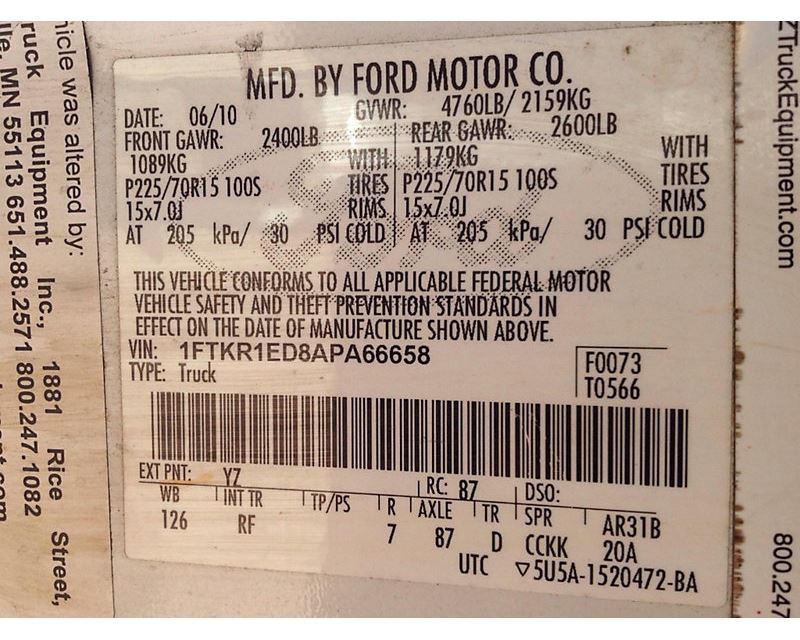 MFD. BY FORD MOTOR CO.
DATE: 06/10 GVWR: 4760LB/ 2159KG
FRONT GAWR: 2400LB REAR GAWR: 2600LB
1089KG WITH 1179KG WITH
P225/70R15 100S TIRES P225/70R15 100S TIRES
15x7.0J RIMS 15x7.0J RIMS
AT 205 kPa/ 30 PSI COLD AT 205 kPa/ 30 PSI COLD
THIS VEHICLE CONFORMS TO ALL APPLICABLE FEDERAL MOTOR
VEHICLE SAFETY AND THEFT PREVENTION STANDARDS IN
EFFECT ON THE DATE OF MANUFACTURE SHOWN ABOVE.
VIN: 1FTKR1ED8APA66658
TYPE: Truck
F0073
T0566
EXT PNT: YZ RC: 87 DSO:
WB INT TR TP/PS R AXLE TR SPR AR31B
126 RF 7 87 D CCKK 20A
UTC ▽5U5A-1520472-BA
hicle was altered by:
ruck Equipment Inc., 1881 Rice Street,
lle, MN 55113 651.488.2571 800.247.1082
ZTruckEquipment.com
800.247